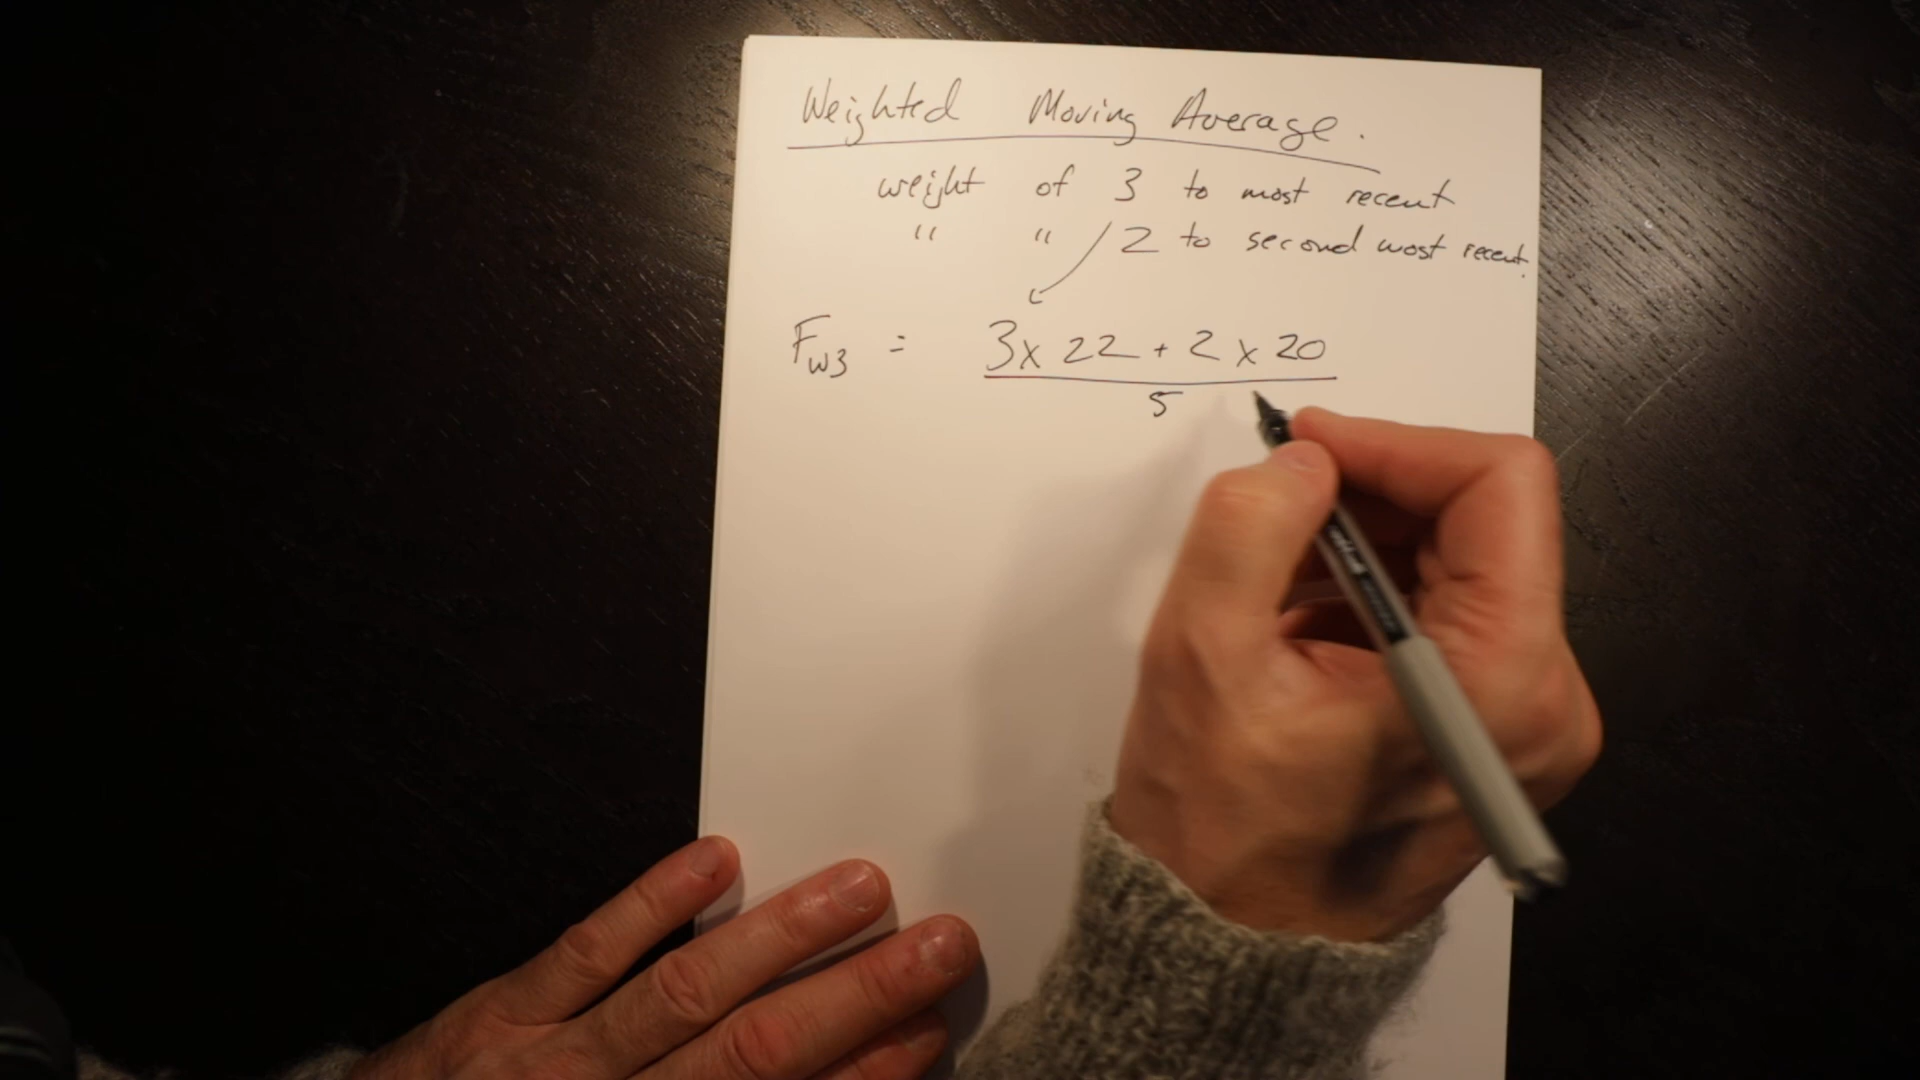 Weighted Moving Average.
weight of 3 to most recent
" " 2 to second most recent.
Fw3 = 3x 22 + 2 x 20
5